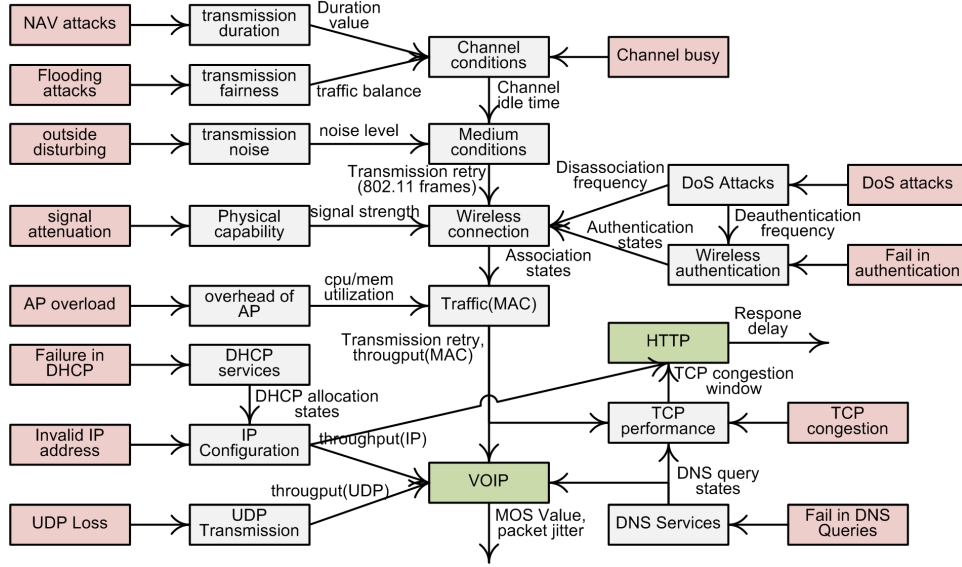 NAV attacks
transmission
duration
Duration
value
Channel
conditions
Channel busy
Flooding
attacks
transmission
fairness
traffic balance
Channel
idle time
outside
disturbing
transmission
noise
noise level
Medium
conditions
Transmission retry
(802.11 frames)
Disassociation
frequency
DoS Attacks
DoS attacks
signal
attenuation
Physical
capability
signal strength
Wireless
connection
Authentication
states
Deauthentication
frequency
Wireless
authentication
Fail in
authentication
Association
states
AP overload
overhead of
AP
cpu/mem
utilization
Traffic(MAC)
Transmission retry,
througput(MAC)
HTTP
Respone
delay
Failure in
DHCP
DHCP
services
DHCP allocation
states
TCP congestion
window
Invalid IP
address
IP
Configuration
throughput(IP)
TCP
performance
TCP
congestion
througput(UDP)
VOIP
DNS query
states
UDP Loss
UDP
Transmission
MOS Value,
packet jitter
DNS Services
Fail in DNS
Queries